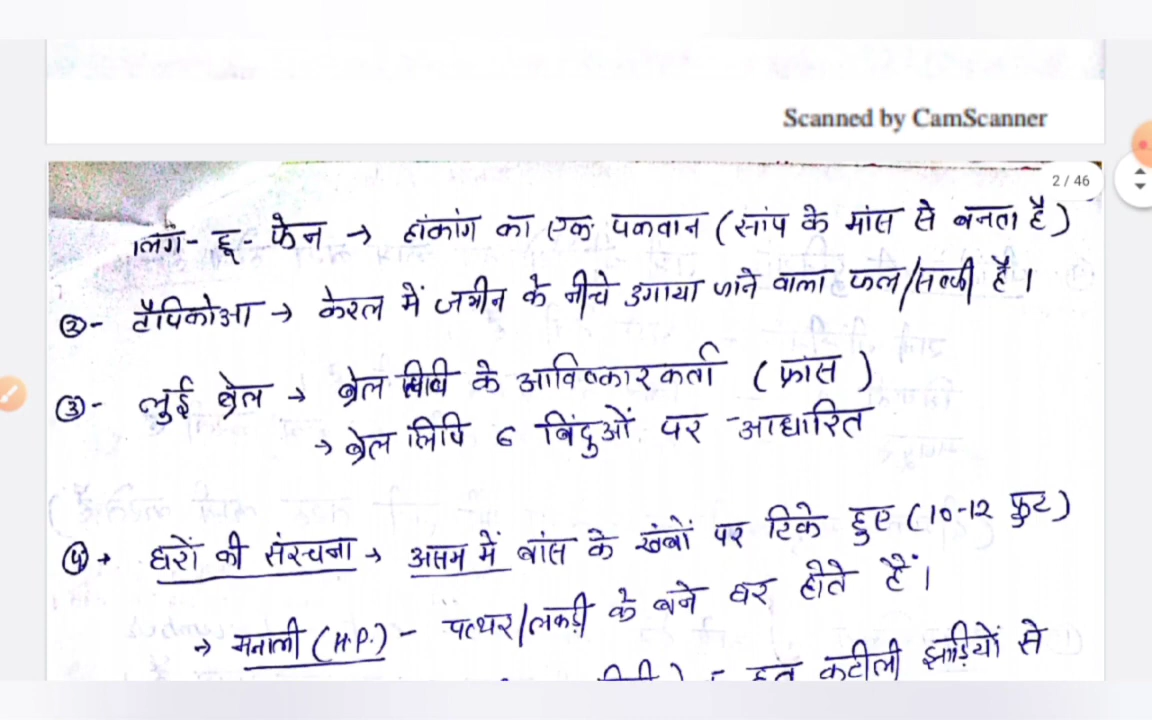 Scanned by CamScanner
2 / 46
लिंग- हू- फेन → हांकांग का एक पकवान (सांप के मांस से बनता है)
②- टैपिकोआ → केरल में जमीन के नीचे उगाया जाने वाला फल/सब्जी है।
③- लुई ब्रेल → ब्रेल लिपि के आविष्कारकर्ता (फ्रांस)
→ ब्रेल लिपि 6 बिंदुओं पर आधारित
④ → घरों की संरचना → असम में बांस के खंबों पर टिके हुए (10-12 फुट)
→ मनाली (H.P.) - पत्थर/लकड़ी के बने घर होते हैं।
छत कटीली झाड़ियों से